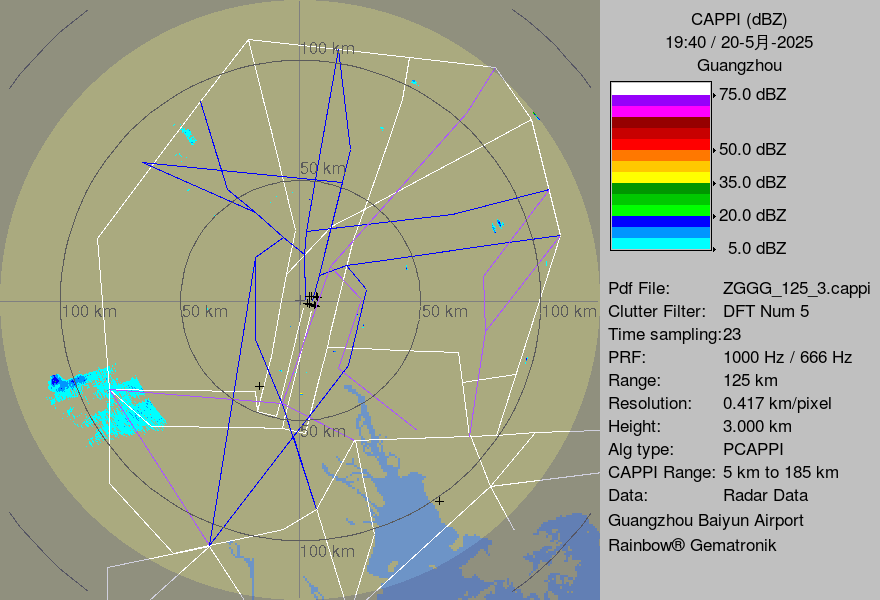 100 km
50 km
100 km
50 km
50 km
100 km
50 km
100 km
CAPPI (dBZ)
19:40 / 20-5月-2025
Guangzhou
75.0 dBZ
50.0 dBZ
35.0 dBZ
20.0 dBZ
5.0 dBZ
Pdf File: ZGGG_125_3.cappi
Clutter Filter: DFT Num 5
Time sampling:23
PRF: 1000 Hz / 666 Hz
Range: 125 km
Resolution: 0.417 km/pixel
Height: 3.000 km
Alg type: PCAPPI
CAPPI Range: 5 km to 185 km
Data: Radar Data
Guangzhou Baiyun Airport
Rainbow® Gematronik